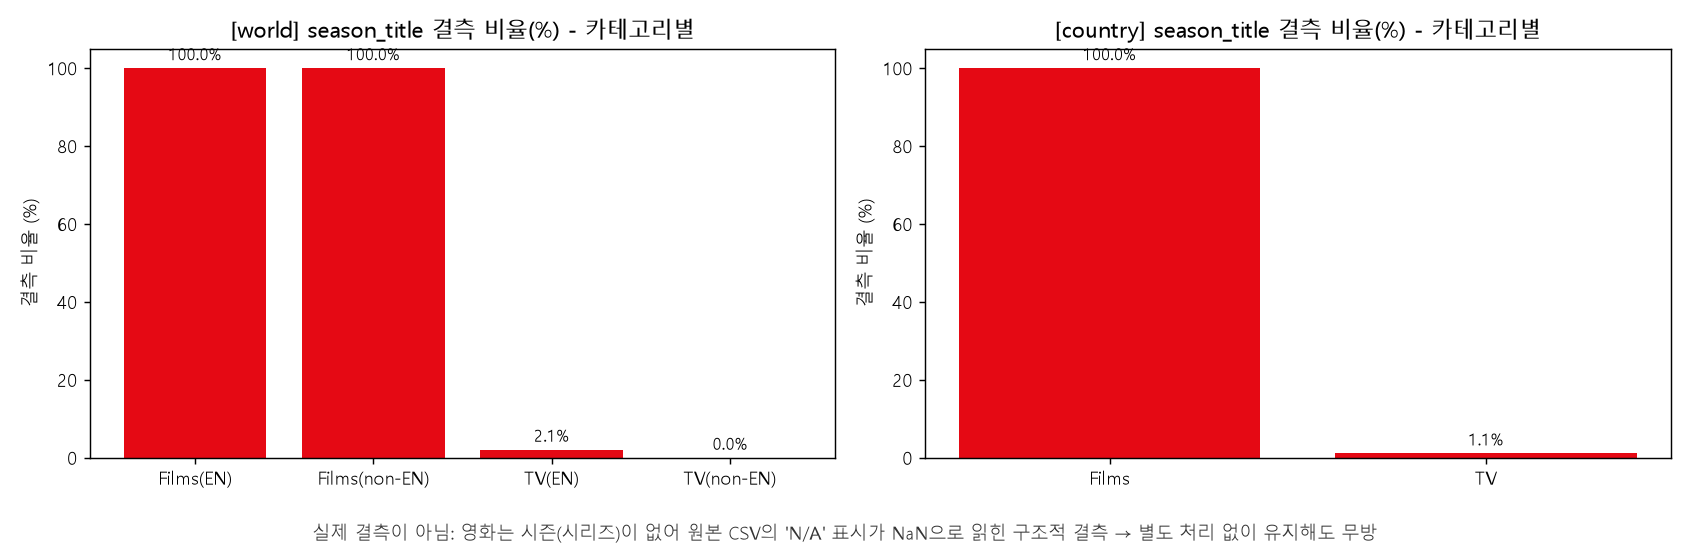 [world] season_title 결측 비율(%) - 카테고리별
결측 비율 (%)
100
80
60
40
20
0
100.0%
100.0%
2.1%
0.0%
Films(EN)
Films(non-EN)
TV(EN)
TV(non-EN)
[country] season_title 결측 비율(%) - 카테고리별
결측 비율 (%)
100
80
60
40
20
0
100.0%
1.1%
Films
TV
실제 결측이 아님: 영화는 시즌(시리즈)이 없어 원본 CSV의 'N/A' 표시가 NaN으로 읽힌 구조적 결측 → 별도 처리 없이 유지해도 무방